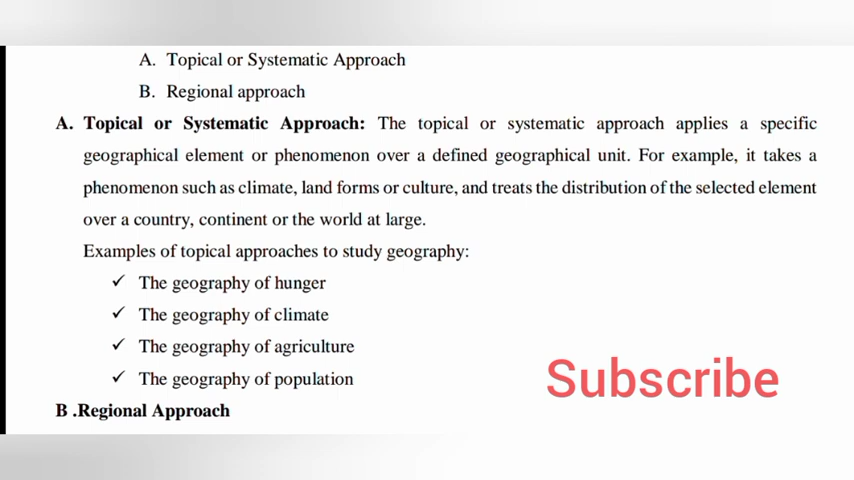 A. Topical or Systematic Approach
B. Regional approach
A. Topical or Systematic Approach: The topical or systematic approach applies a specific
geographical element or phenomenon over a defined geographical unit. For example, it takes a
phenomenon such as climate, land forms or culture, and treats the distribution of the selected element
over a country, continent or the world at large.
Examples of topical approaches to study geography:
✓ The geography of hunger
✓ The geography of climate
✓ The geography of agriculture
✓ The geography of population
Subscribe
B .Regional Approach